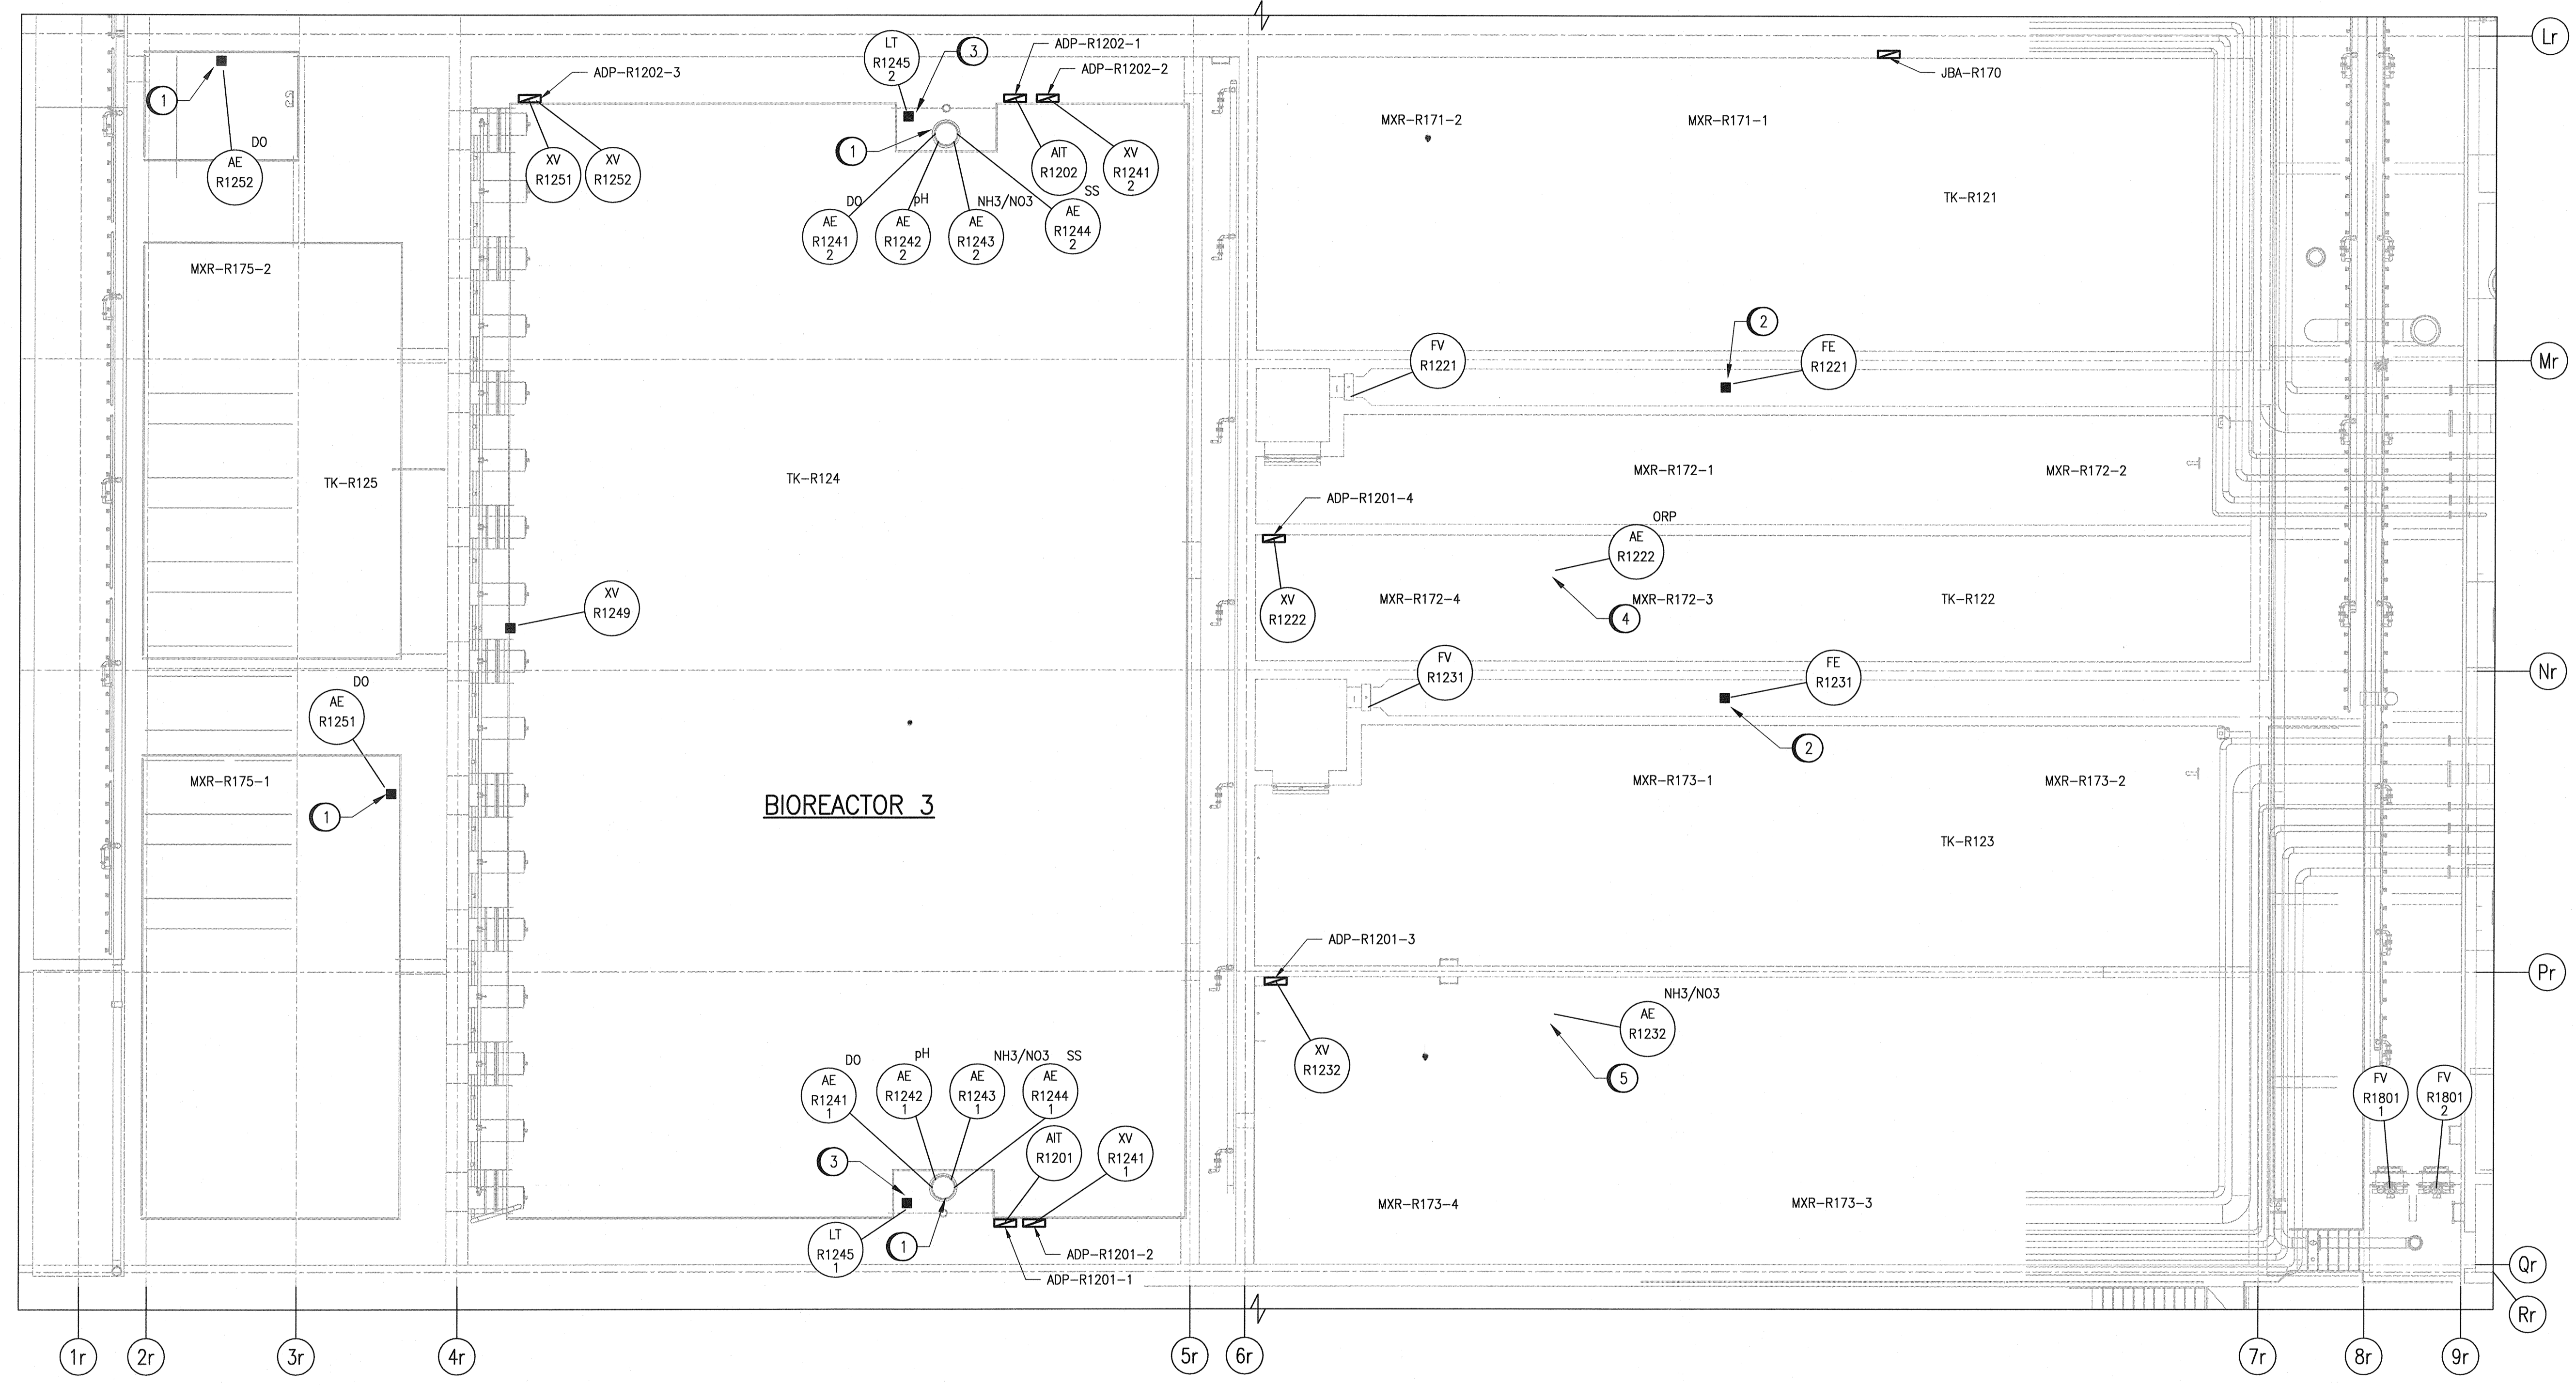 Lr
LT
R1245
2
3
ADP-R1202-1
ADP-R1202-2
ADP-R1202-3
JBA-R170
1
DO
AE
R1252
XV
R1251
XV
R1252
1
AIT
R1202
XV
R1241
2
MXR-R171-2
MXR-R171-1
DO
AE
R1241
2
pH
AE
R1242
2
NH3/NO3
AE
R1243
2
SS
AE
R1244
2
TK-R121
MXR-R175-2
2
FV
R1221
FE
R1221
Mr
TK-R125
TK-R124
MXR-R172-1
MXR-R172-2
ADP-R1201-4
ORP
AE
R1222
XV
R1249
XV
R1222
MXR-R172-4
4
MXR-R172-3
TK-R122
FV
R1231
FE
R1231
Nr
DO
AE
R1251
2
MXR-R175-1
1
BIOREACTOR 3
MXR-R173-1
MXR-R173-2
TK-R123
ADP-R1201-3
Pr
NH3/NO3
AE
R1232
XV
R1232
5
DO
AE
R1241
1
pH
AE
R1242
1
NH3/NO3
AE
R1243
1
SS
AE
R1244
1
FV
R1801
1
FV
R1801
2
3
AIT
R1201
XV
R1241
1
MXR-R173-4
MXR-R173-3
LT
R1245
1
1
ADP-R1201-2
ADP-R1201-1
Qr
Rr
1r
2r
3r
4r
5r
6r
7r
8r
9r